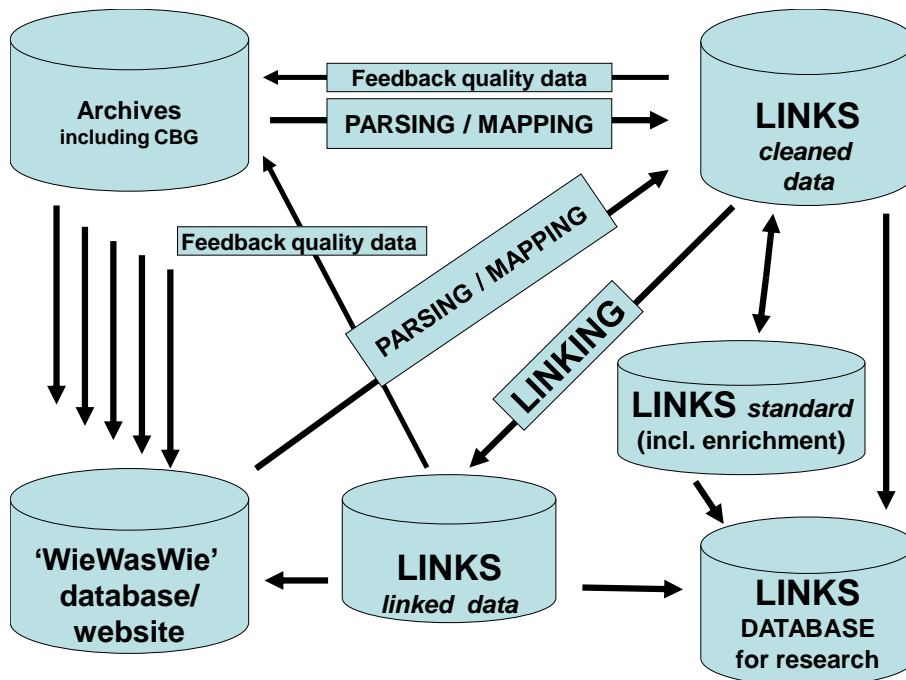 Archives
including CBG
Feedback quality data
PARSING / MAPPING
LINKS
cleaned
data
Feedback quality data
PARSING / MAPPING
LINKING
LINKS standard
(incl. enrichment)
‘WieWasWie’
database/
website
LINKS
linked data
LINKS
DATABASE
for research